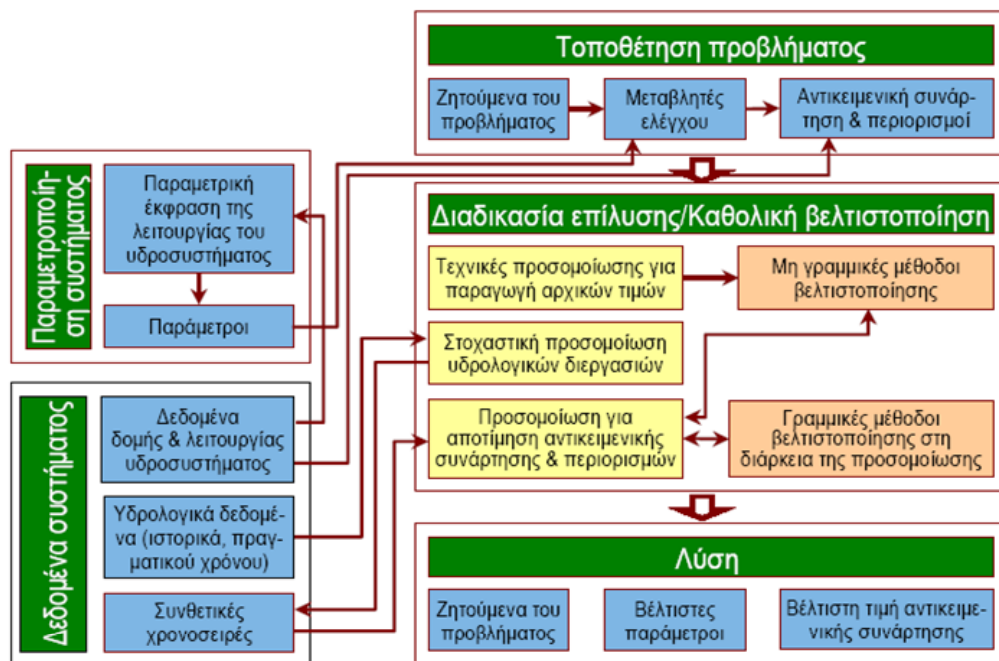 Τοποθέτηση προβλήματος
Ζητούμενα του
προβλήματος
Μεταβλητές
ελέγχου
Αντικειμενική συνάρ-
τηση & περιορισμοί
Παραμετροποίη-
ση συστήματος
Παραμετρική
έκφραση της
λειτουργίας του
υδροσυστήματος
Παράμετροι
Διαδικασία επίλυσης/Καθολική βελτιστοποίηση
Τεχνικές προσομοίωσης για
παραγωγή αρχικών τιμών
Μη γραμμικές μέθοδοι
βελτιστοποίησης
Στοχαστική προσομοίωση
υδρολογικών διεργασιών
Προσομοίωση για
αποτίμηση αντικειμενικής
συνάρτησης & περιορισμών
Γραμμικές μέθοδοι
βελτιστοποίησης στη
διάρκεια της προσομοίωσης
Δεδομένα συστήματος
Δεδομένα
δομής & λειτουργίας
υδροσυστήματος
Υδρολογικά δεδομέ-
να (ιστορικά, πραγ-
ματικού χρόνου)
Συνθετικές
χρονοσειρές
Λύση
Ζητούμενα του
προβλήματος
Βέλτιστες
παράμετροι
Βέλτιστη τιμή αντικειμε-
νικής συνάρτησης